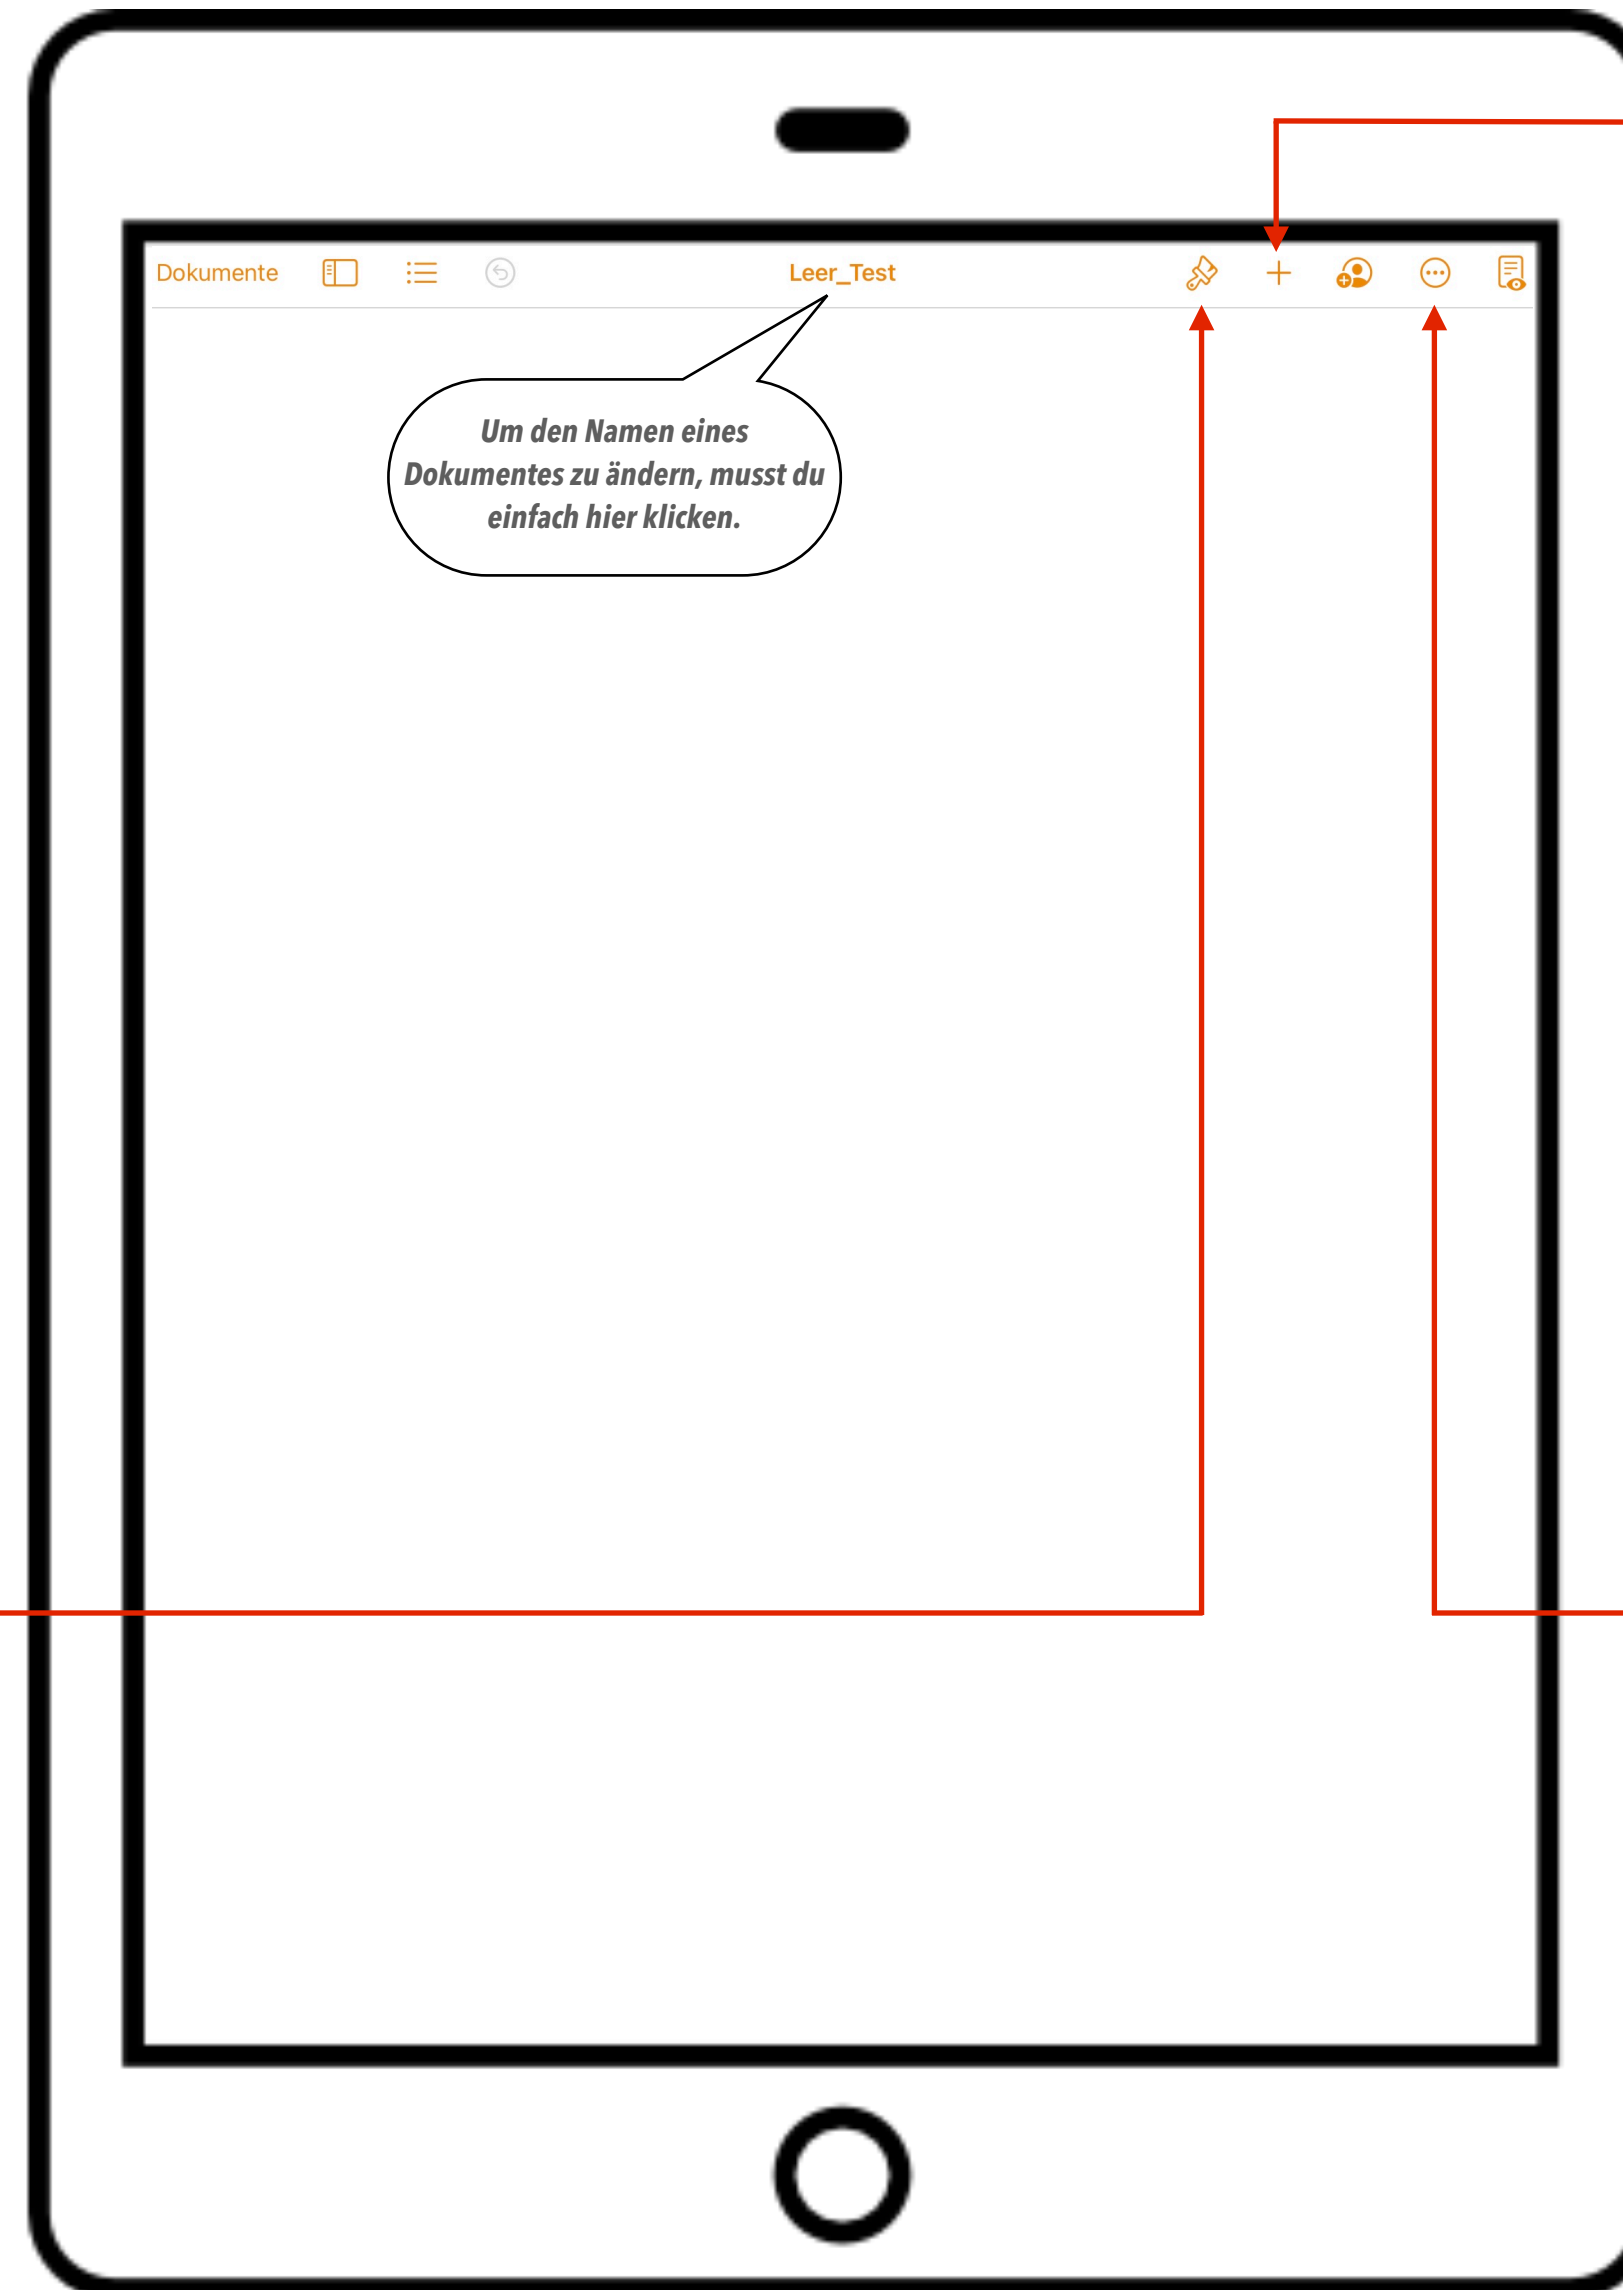 Dokumente Leer_Test
Um den Namen eines
Dokumentes zu ändern, musst du
einfach hier klicken.